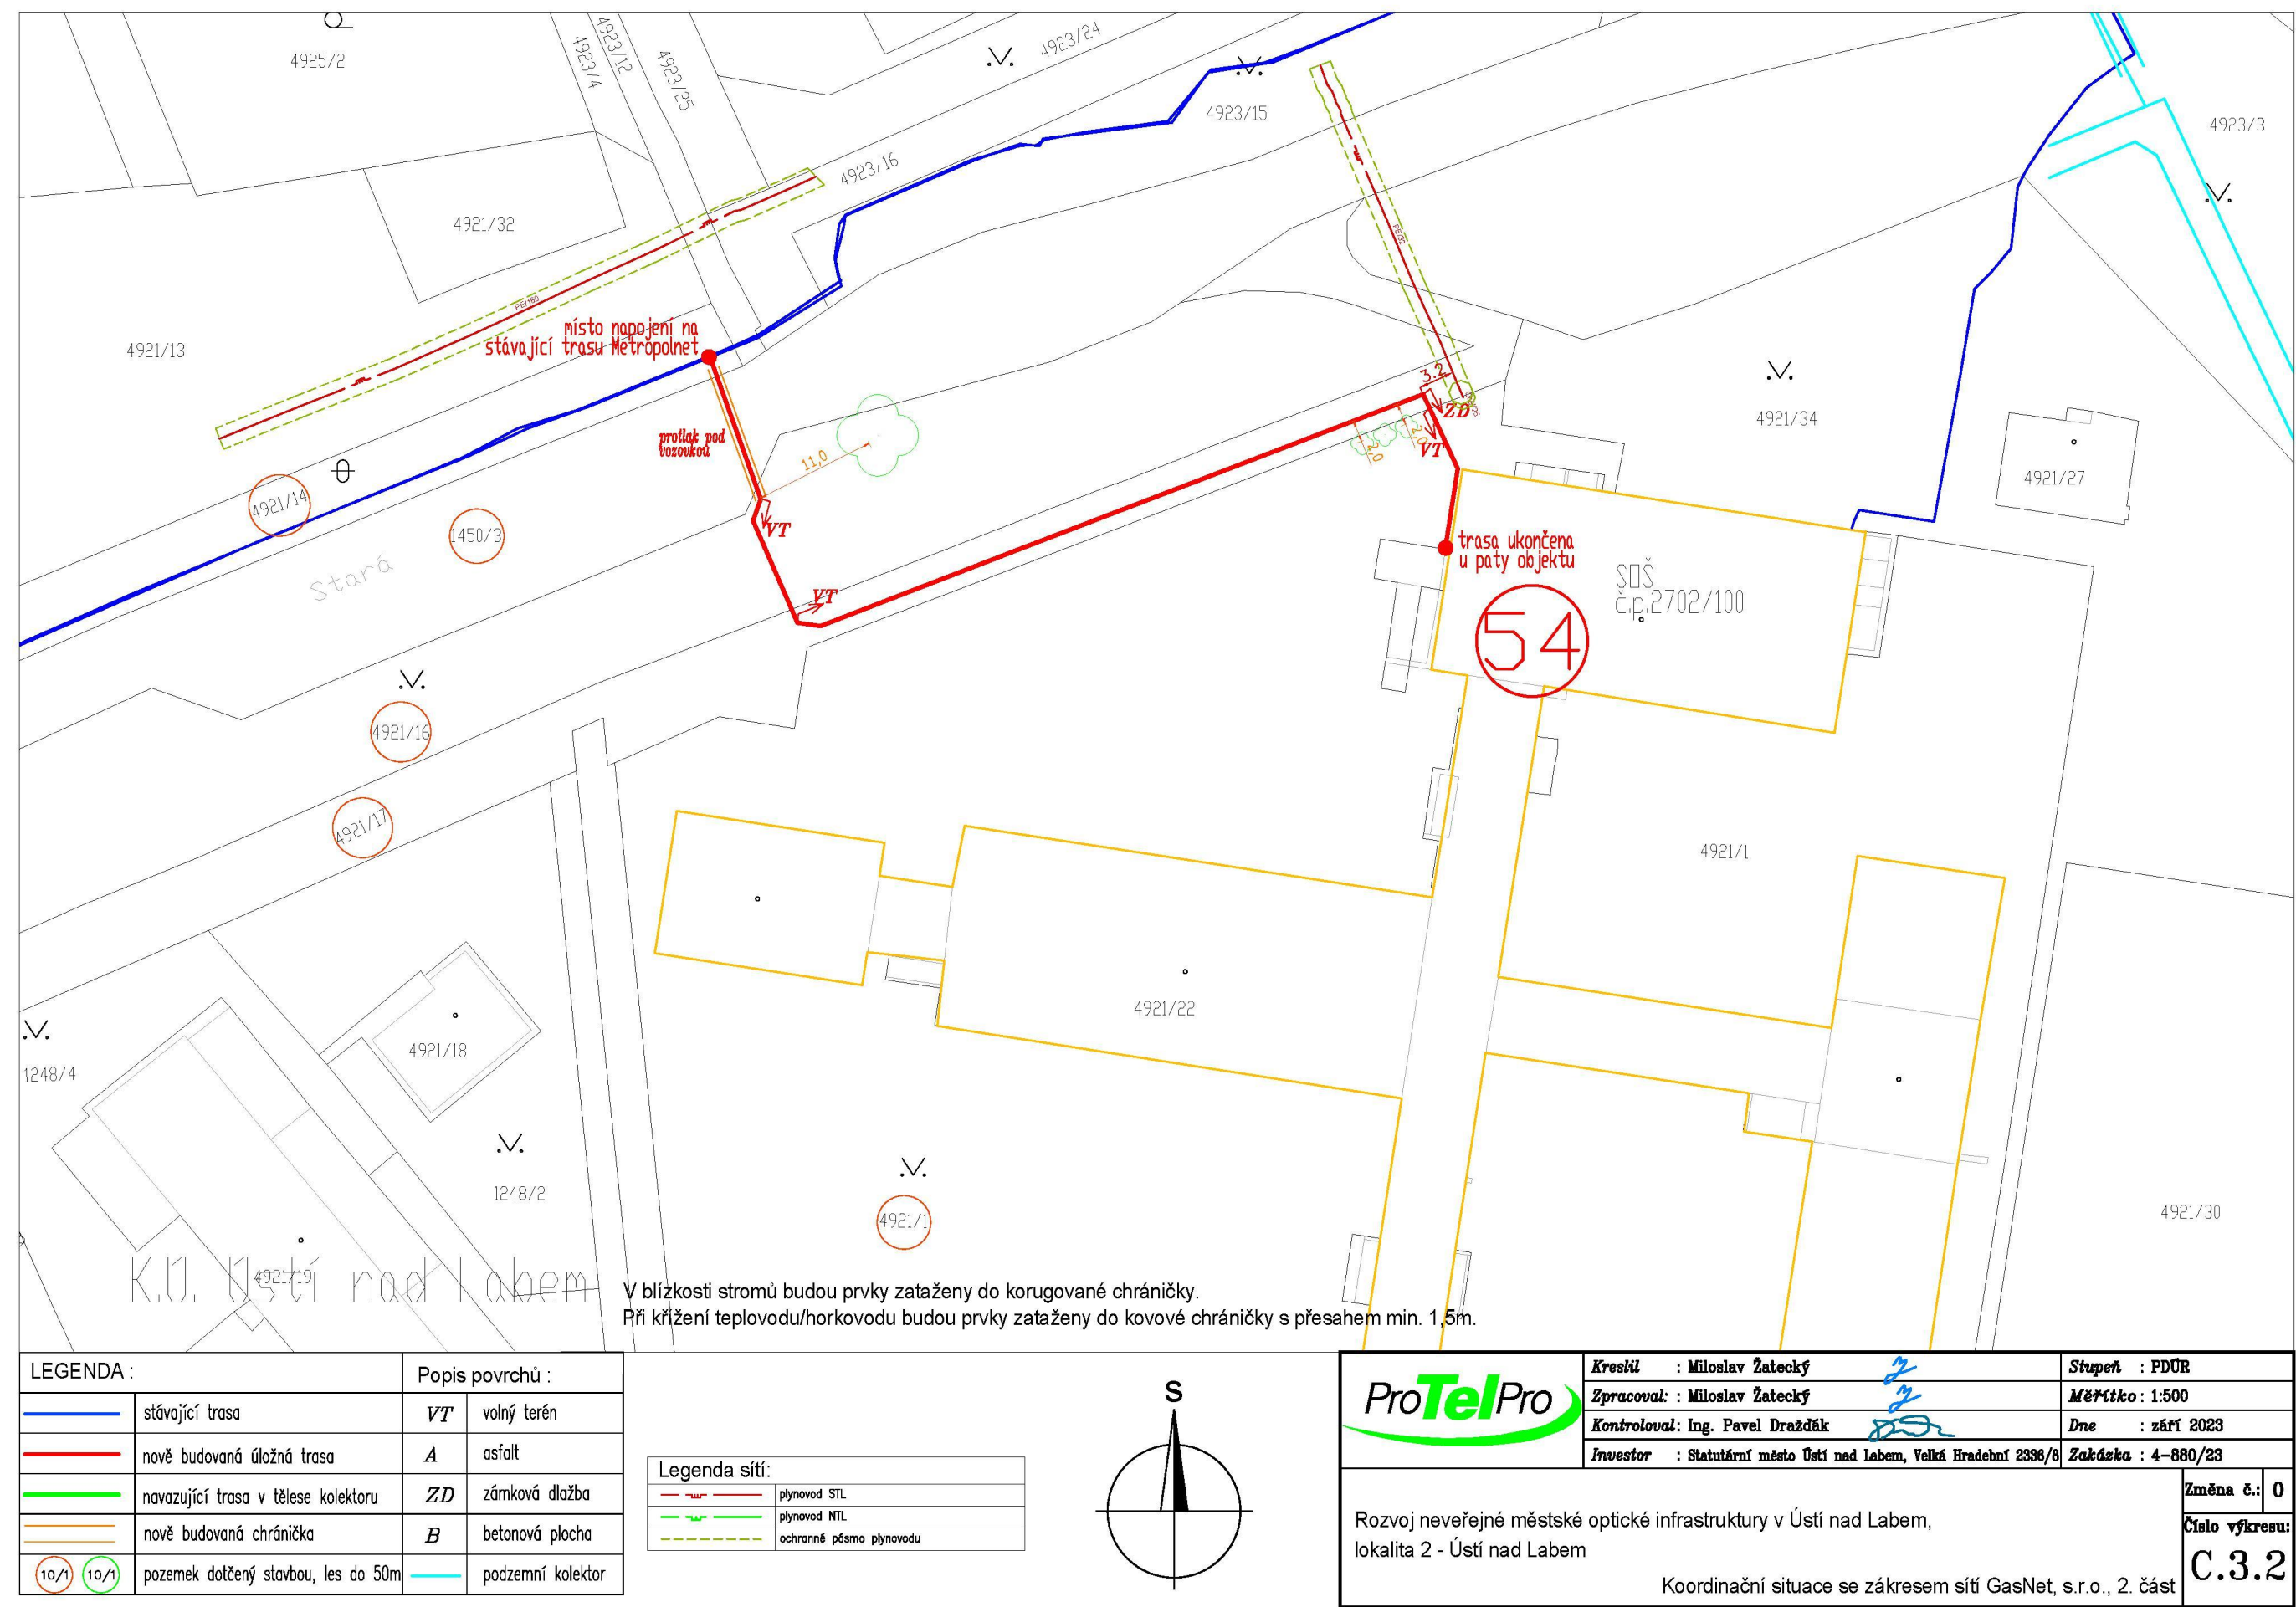 4925/2
4923/4
4923/12
4923/25
4923/24
4923/15
4923/3
4923/16
4921/32
PE/160
PE/32
4921/13
místo napojení na
stávající trasu Metropolnet
3.2
ZD
VT
2,0
2,0
11,0
protlak pod
vozovkou
VT
VT
4921/34
4921/27
4921/14
1450/3
Stará
trasa ukončena
u paty objektu
SOŠ
č.p.2702/100
54
4921/16
4921/17
4921/1
4921/22
4921/18
1248/4
1248/2
4921/1
4921/30
4921/19
K.Ú. Ústí nad Labem
V blízkosti stromů budou prvky zataženy do korugované chráničky.
Při křížení teplovodu/horkovodu budou prvky zataženy do kovové chráničky s přesahem min. 1,5m.
LEGENDA :
stávající trasa
nově budovaná úložná trasa
navazující trasa v tělese kolektoru
nově budovaná chránička
10/1 10/1 pozemek dotčený stavbou, les do 50m
Popis povrchů :
VT volný terén
A asfalt
ZD zámková dlažba
B betonová plocha
podzemní kolektor
Legenda sítí:
plynovod STL
plynovod NTL
ochranné pásmo plynovodu
S
ProTelPro
Kreslil : Miloslav Žatecký
Zpracoval: : Miloslav Žatecký
Kontroloval: Ing. Pavel Dražďák
Investor : Statutární město Ústí nad Labem, Velká Hradební 2336/8
Stupeň : PDÚR
Měřítko : 1:500
Dne : září 2023
Zakázka : 4-880/23
Rozvoj neveřejné městské optické infrastruktury v Ústí nad Labem,
lokalita 2 - Ústí nad Labem
Koordinační situace se zákresem sítí GasNet, s.r.o., 2. část
Změna č.: 0
Číslo výkresu:
C.3.2